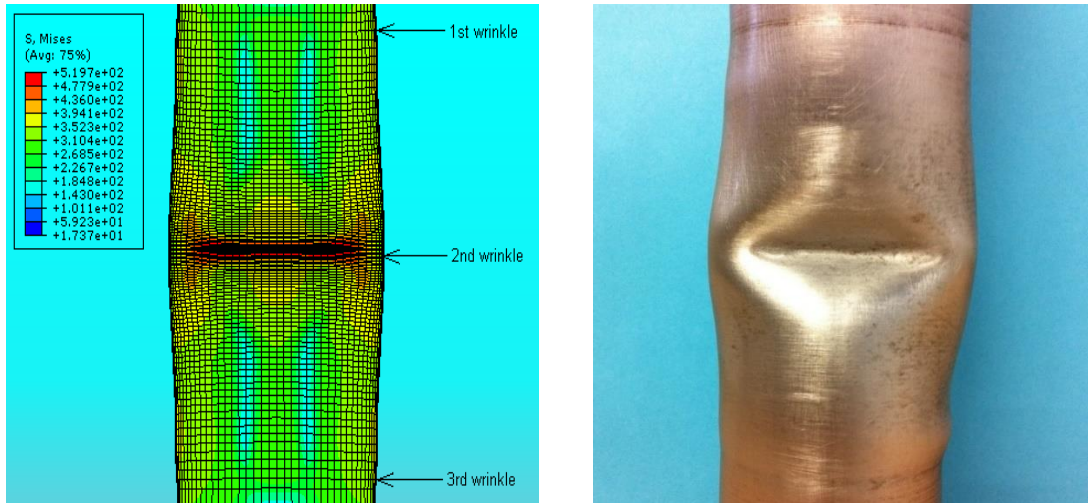 S, Mises
(Avg: 75%)
+5.197e+02
+4.779e+02
+4.360e+02
+3.941e+02
+3.523e+02
+3.104e+02
+2.685e+02
+2.267e+02
+1.848e+02
+1.430e+02
+1.011e+02
+5.923e+01
+1.737e+01
1st wrinkle
2nd wrinkle
3rd wrinkle